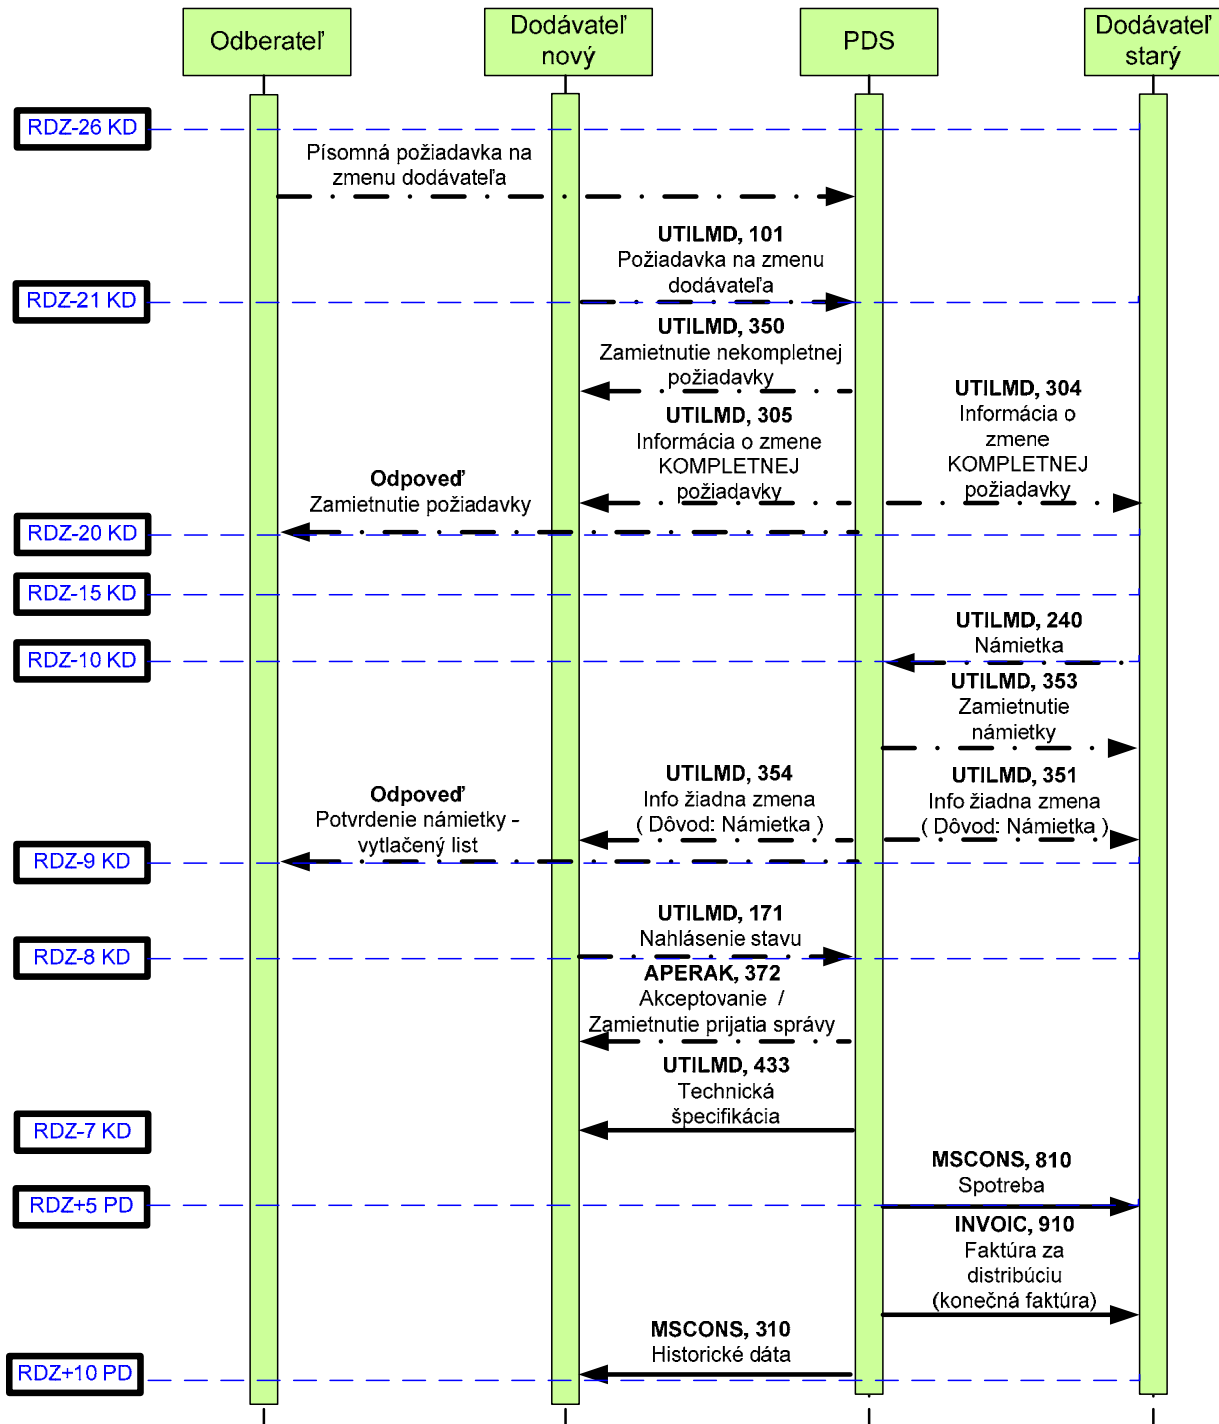 Odberateľ
Dodávateľ
nový
PDS
Dodávateľ
starý
RDZ-26 KD
Písomná požiadavka na
zmenu dodávateľa
UTILMD, 101
Požiadavka na zmenu
dodávateľa
RDZ-21 KD
UTILMD, 350
Zamietnutie nekompletnej
požiadavky
UTILMD, 305
Informácia o zmene
KOMPLETNEJ
požiadavky
UTILMD, 304
Informácia o
zmene
KOMPLETNEJ
požiadavky
Odpoveď
Zamietnutie požiadavky
RDZ-20 KD
RDZ-15 KD
RDZ-10 KD
UTILMD, 240
Námietka
UTILMD, 353
Zamietnutie
námietky
UTILMD, 354
Info žiadna zmena
( Dôvod: Námietka )
UTILMD, 351
Info žiadna zmena
( Dôvod: Námietka )
Odpoveď
Potvrdenie námietky -
vytlačený list
RDZ-9 KD
UTILMD, 171
Nahlásenie stavu
RDZ-8 KD
APERAK, 372
Akceptovanie /
Zamietnutie prijatia správy
UTILMD, 433
Technická
špecifikácia
RDZ-7 KD
MSCONS, 810
Spotreba
RDZ+5 PD
INVOIC, 910
Faktúra za
distribúciu
(konečná faktúra)
MSCONS, 310
Historické dáta
RDZ+10 PD